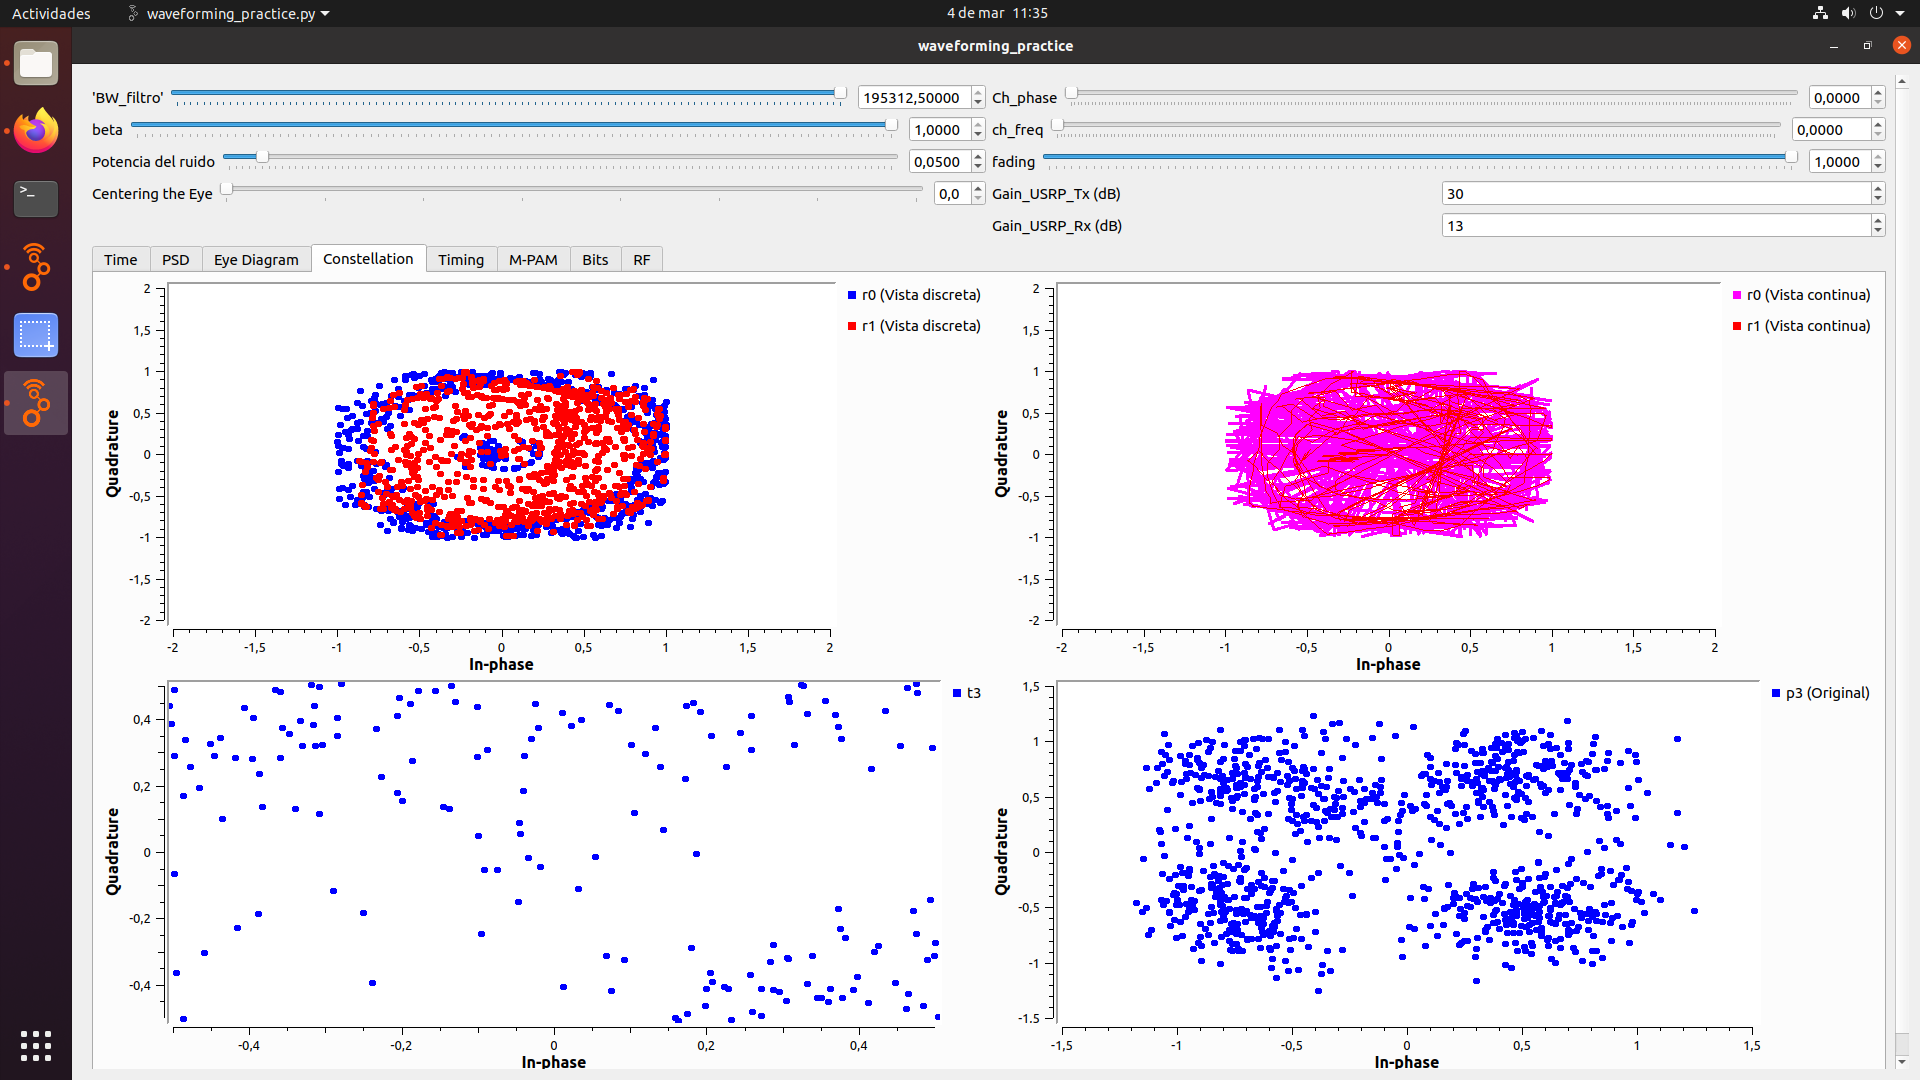 Actividades
waveforming_practice.py
4 de mar 11:35
waveforming_practice
'BW_filtro'
195312,50000
Ch_phase
0,0000
beta
1,0000
ch_freq
0,0000
Potencia del ruido
0,0500
fading
1,0000
Centering the Eye
0,0
Gain_USRP_Tx (dB)
30
Gain_USRP_Rx (dB)
13
Time PSD Eye Diagram Constellation Timing M-PAM Bits RF
2
1,5
1
0,5
0
-0,5
-1
-1,5
-2
Quadrature
-2 -1,5 -1 -0,5 0 0,5 1 1,5 2
In-phase
r0 (Vista discreta)
r1 (Vista discreta)
2
1,5
1
0,5
0
-0,5
-1
-1,5
-2
Quadrature
-2 -1,5 -1 -0,5 0 0,5 1 1,5 2
In-phase
r0 (Vista continua)
r1 (Vista continua)
0,4
0,2
0
-0,2
-0,4
Quadrature
-0,4 -0,2 0 0,2 0,4
In-phase
t3
1,5
1
0,5
0
-0,5
-1
-1.5
Quadrature
-1,5 -1 -0,5 0 0,5 1 1,5
In-phase
p3 (Original)